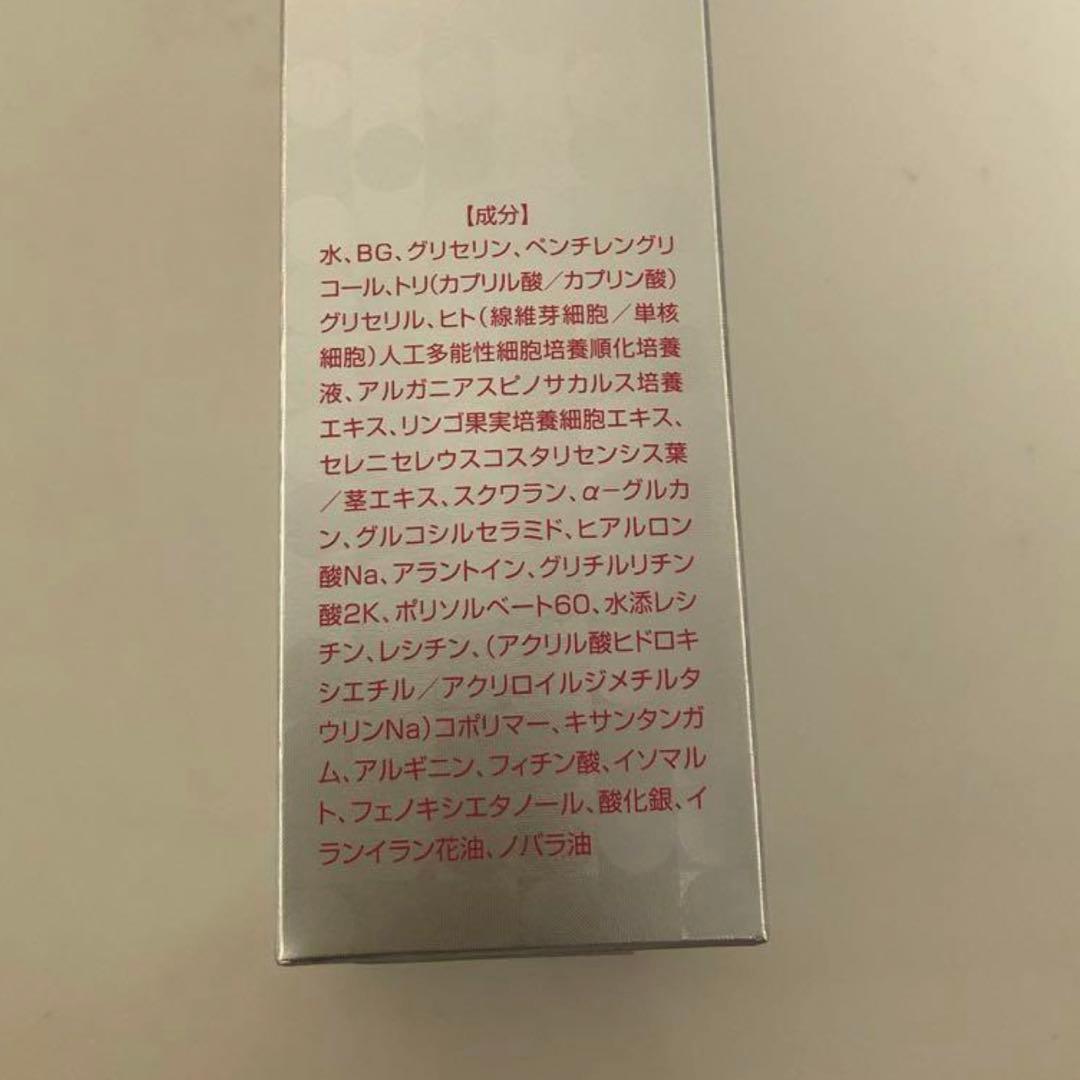 【成分】
水、BG、グリセリン、ペンチレングリ
コール、トリ(カプリル酸／カプリン酸)
グリセリル、ヒト(線維芽細胞／単核
細胞)人工多能性細胞培養順化培養
液、アルガニアスピノサカルス培養
エキス、リンゴ果実培養細胞エキス、
セレニセレウスコスタリセンシス葉
／茎エキス、スクワラン、α－グルカ
ン、グルコシルセラミド、ヒアルロン
酸Na、アラントイン、グリチルリチン
酸2K、ポリソルベート60、水添レシ
チン、レシチン、(アクリル酸ヒドロキ
シエチル／アクリロイルジメチルタ
ウリンNa)コポリマー、キサンタンガ
ム、アルギニン、フィチン酸、イソマル
ト、フェノキシエタノール、酸化銀、イ
ランイラン花油、ノバラ油